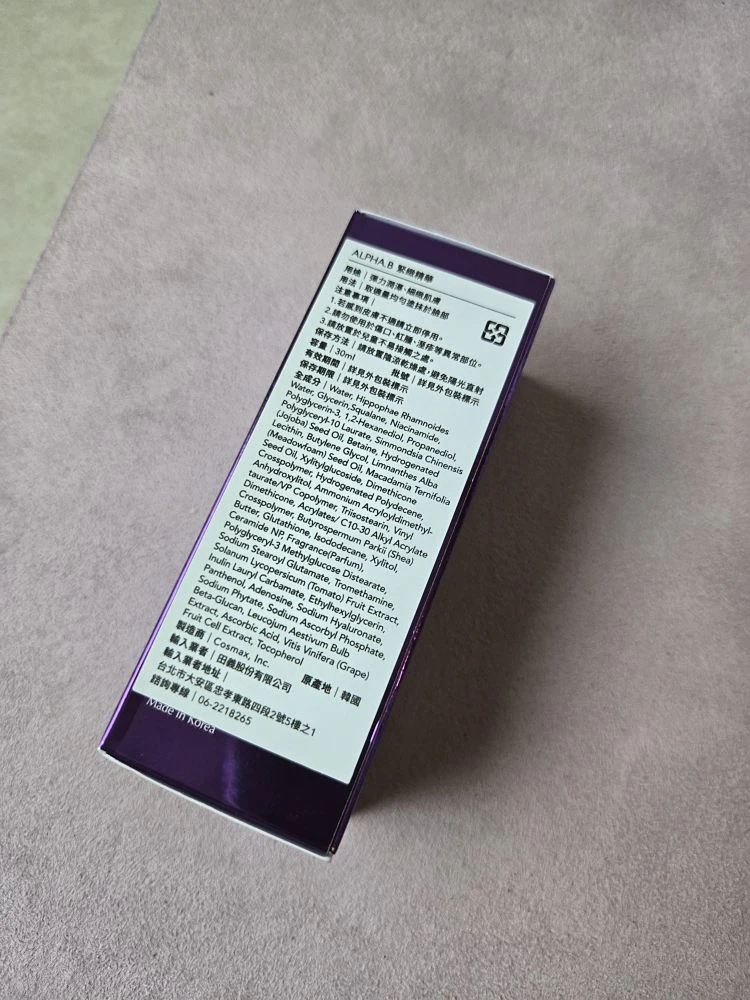 ALPHA.B 緊緻精華
用途｜彈力潤澤、細緻肌膚
用法｜取適量均勻塗抹於臉部
注意事項｜
1.若感到皮膚不適請立即停用。
2.請勿使用於傷口、紅腫、溼疹等異常部位。
3.請放置於兒童不易接觸之處。
保存方法｜請放置陰涼乾燥處，避免陽光直射
容量｜30ml 批號｜詳見外包裝標示
有效期間｜詳見外包裝標示
保存期限｜詳見外包裝標示
全成分｜Water, Hippophae Rhamnoides
Water, Glycerin,Squalane, Niacinamide,
Polyglycerin-3, 1,2-Hexanediol, Propanediol,
Polyglyceryl-10 Laurate, Simmondsia Chinensis
(Jojoba) Seed Oil, Betaine, Hydrogenated
Lecithin, Butylene Glycol, Limnanthes Alba
(Meadowfoam) Seed Oil, Macadamia Ternifolia
Seed Oil, Xylitylglucoside, Dimethicone
Crosspolymer, Hydrogenated Polydecene,
Anhydroxylitol, Ammonium Acryloyldimethyl-
taurate/VP Copolymer, Triisostearin, Vinyl
Dimethicone, Acrylates/ C10-30 Alkyl Acrylate
Crosspolymer, Butyrospermum Parkii (Shea)
Butter, Glutathione, Isododecane, Xylitol,
Ceramide NP, Fragrance(Parfum),
Polyglyceryl-3 Methylglucose Distearate,
Sodium Stearoyl Glutamate, Tromethamine,
Solanum Lycopersicum (Tomato) Fruit Extract,
Inulin Lauryl Carbamate, Ethylhexylglycerin,
Panthenol, Adenosine, Sodium Hyaluronate,
Beta-Glucan, Leucojum Aestivum Bulb
Sodium Phytate, Sodium Ascorbyl Phosphate,
Extract, Ascorbic Acid, Vitis Vinifera (Grape)
Fruit Cell Extract, Tocopherol
製造商｜Cosmax, Inc.
輸入業者｜田義股份有限公司 原產地｜韓國
輸入業者地址｜
台北市大安區忠孝東路四段2號5樓之1
諮詢專線｜06-2218265
Made in Korea